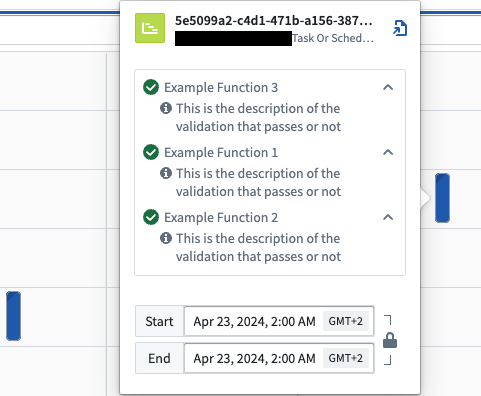 5e5099a2-c4d1-471b-a156-387...
Task Or Sched...
Example Function 3
This is the description of the
validation that passes or not
Example Function 1
This is the description of the
validation that passes or not
Example Function 2
This is the description of the
validation that passes or not
Start Apr 23, 2024, 2:00 AM GMT+2
End Apr 23, 2024, 2:00 AM GMT+2